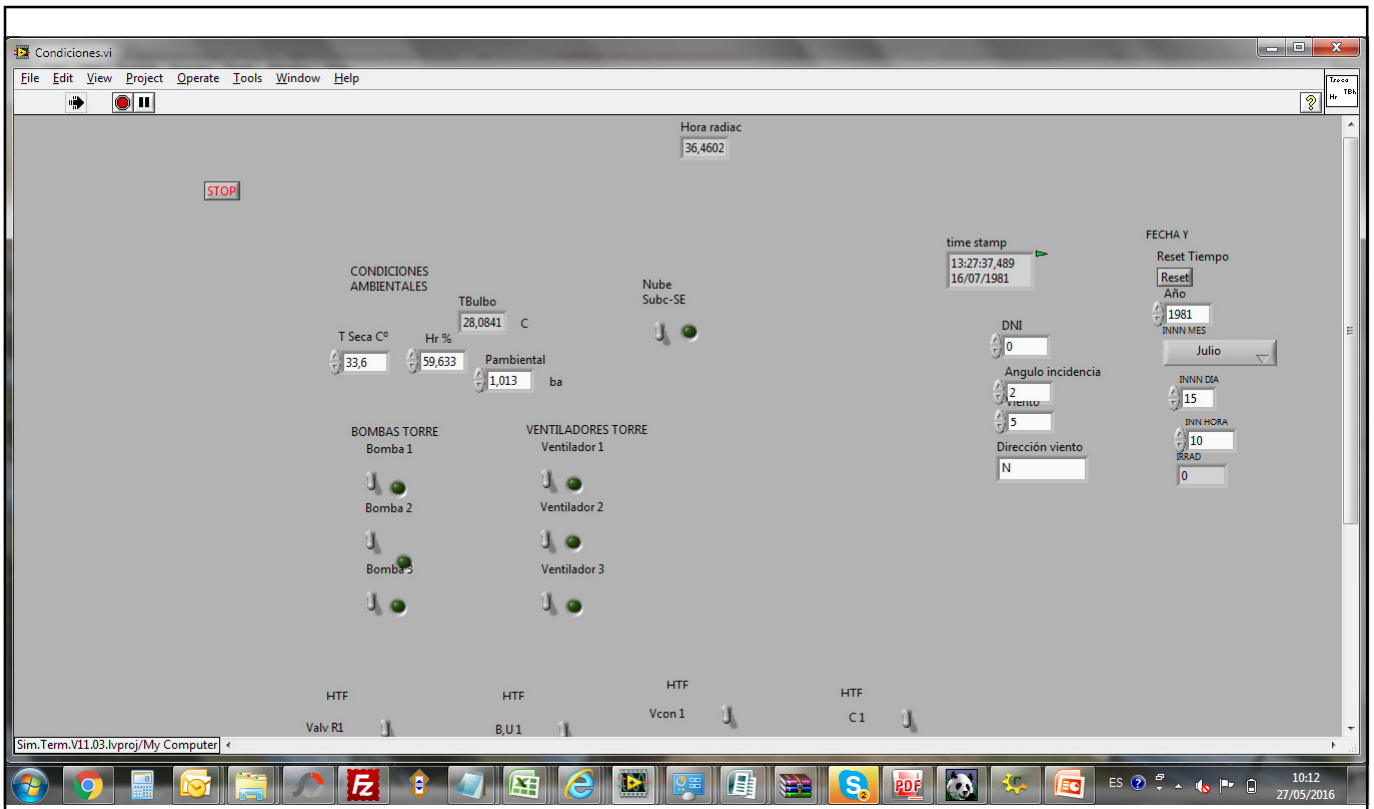 Condiciones.vi
File Edit View Project Operate Tools Window Help
Hr TBh
Hora radiac
36,4602
STOP
time stamp
13:27:37,489
16/07/1981
FECHA Y
Reset Tiempo
Reset
Año
1981
INNN MES
Julio
INNN DIA
15
INN HORA
10
IRRAD
0
CONDICIONES
AMBIENTALES
TBulbo
28,0841 C
T Seca Cº
33,6
Hr %
59,633
Pambiental
1,013 ba
Nube
Subc-SE
DNI
0
Angulo incidencia
2
Viento
5
Dirección viento
N
BOMBAS TORRE
VENTILADORES TORRE
Bomba 1
Ventilador 1
Bomba 2
Ventilador 2
Bomba 3
Ventilador 3
HTF
HTF
HTF
HTF
Valv R1
B,U 1
Vcon 1
C 1
Sim.Term.V11.03.lvproj/My Computer
ES
10:12
27/05/2016